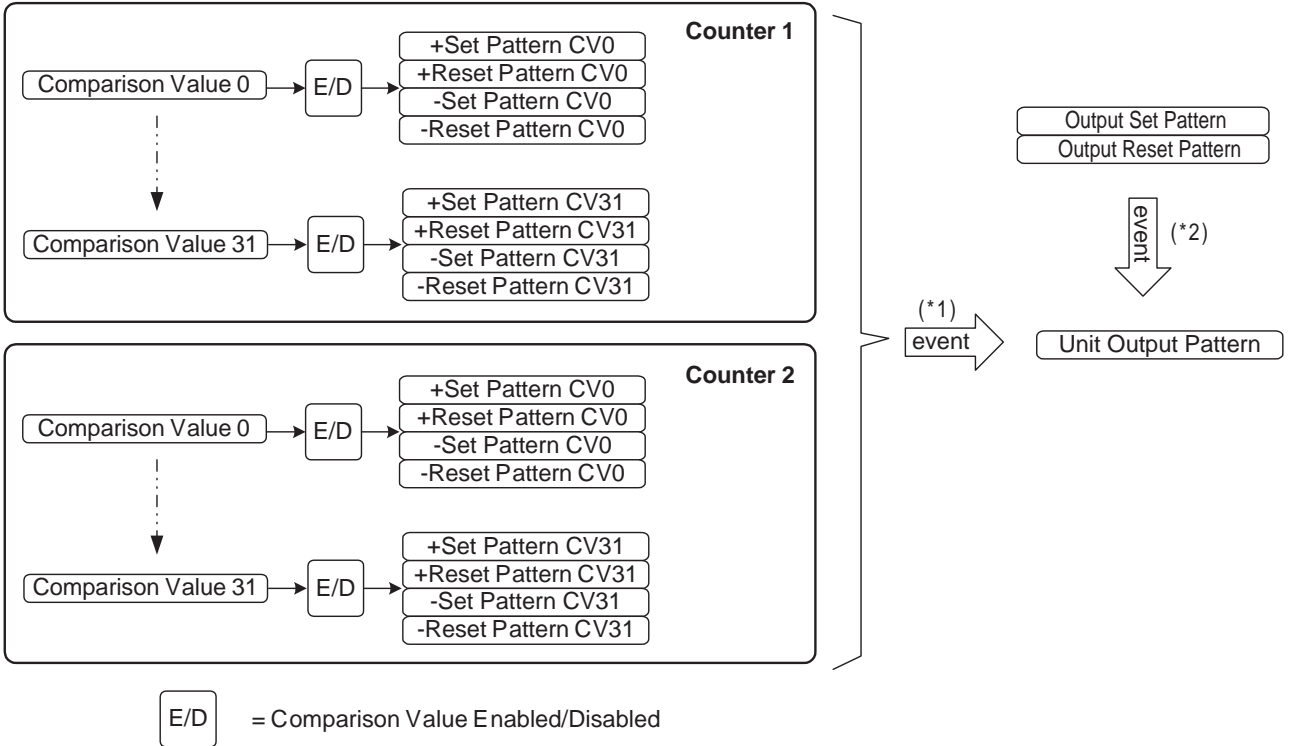 Counter 1
Comparison Value 0
E/D
+Set Pattern CV0
+Reset Pattern CV0
-Set Pattern CV0
-Reset Pattern CV0
Comparison Value 31
E/D
+Set Pattern CV31
+Reset Pattern CV31
-Set Pattern CV31
-Reset Pattern CV31
Counter 2
Comparison Value 0
E/D
+Set Pattern CV0
+Reset Pattern CV0
-Set Pattern CV0
-Reset Pattern CV0
Comparison Value 31
E/D
+Set Pattern CV31
+Reset Pattern CV31
-Set Pattern CV31
-Reset Pattern CV31
(*1)
event
Output Set Pattern
Output Reset Pattern
event
(*2)
Unit Output Pattern
E/D = Comparison Value Enabled/Disabled